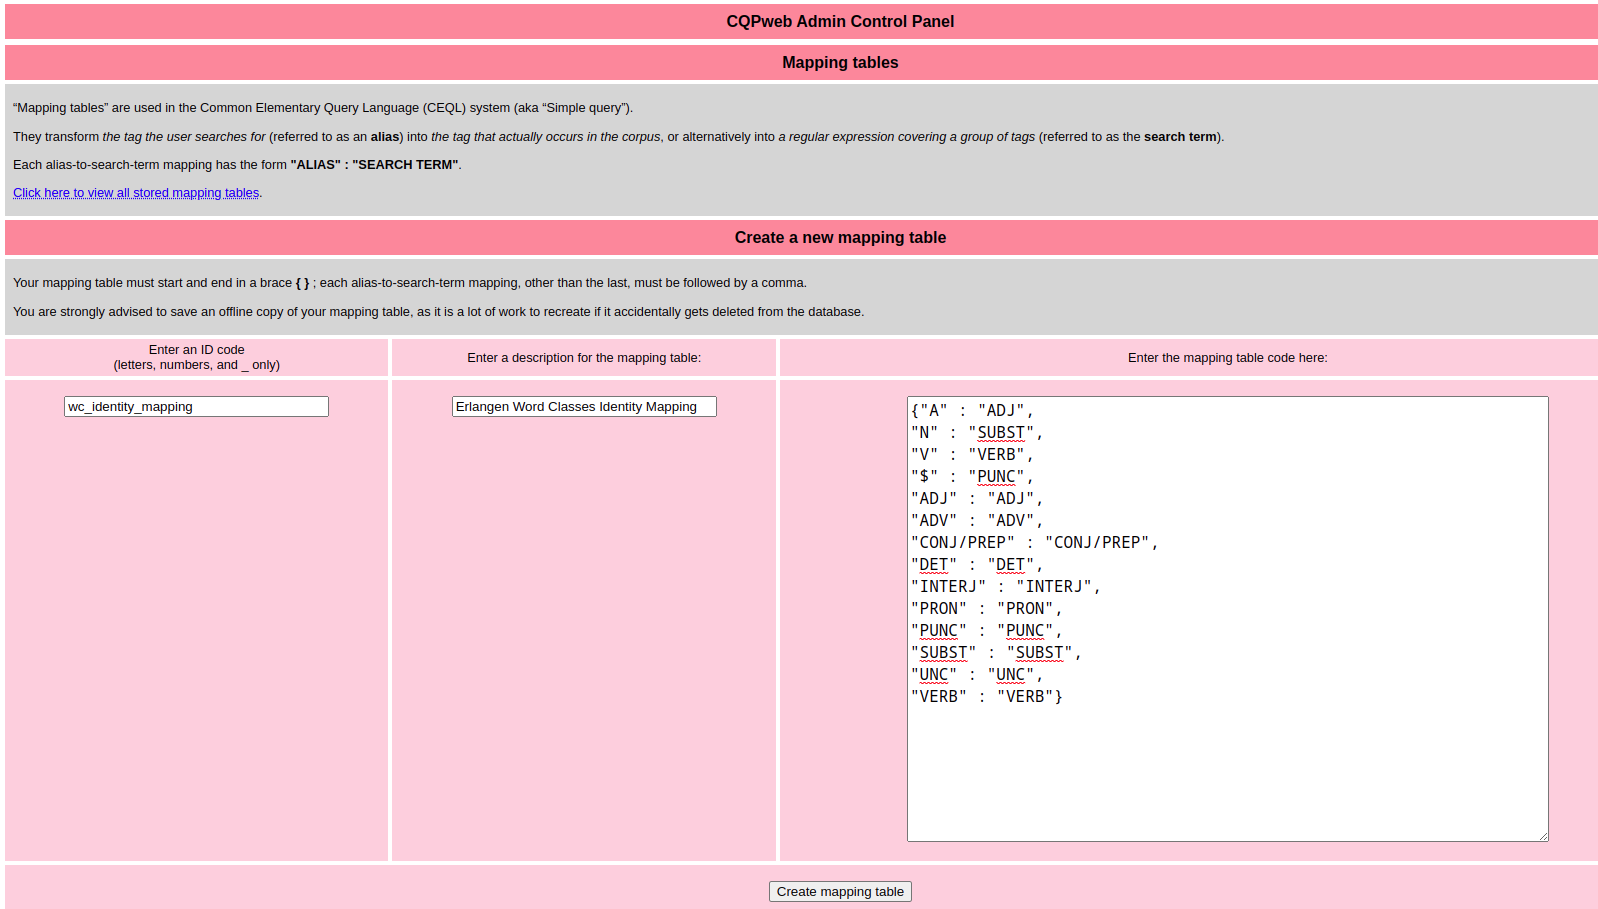 CQPweb Admin Control Panel
Mapping tables
“Mapping tables” are used in the Common Elementary Query Language (CEQL) system (aka “Simple query”).
They transform the tag the user searches for (referred to as an alias) into the tag that actually occurs in the corpus, or alternatively into a regular expression covering a group of tags (referred to as the search term).
Each alias-to-search-term mapping has the form "ALIAS" : "SEARCH TERM".
Click here to view all stored mapping tables.
Create a new mapping table
Your mapping table must start and end in a brace { } ; each alias-to-search-term mapping, other than the last, must be followed by a comma.
You are strongly advised to save an offline copy of your mapping table, as it is a lot of work to recreate if it accidentally gets deleted from the database.
Enter an ID code
(letters, numbers, and _ only)
Enter a description for the mapping table:
Enter the mapping table code here:
wc_identity_mapping
Erlangen Word Classes Identity Mapping
{"A" : "ADJ",
"N" : "SUBST",
"V" : "VERB",
"$" : "PUNC",
"ADJ" : "ADJ",
"ADV" : "ADV",
"CONJ/PREP" : "CONJ/PREP",
"DET" : "DET",
"INTERJ" : "INTERJ",
"PRON" : "PRON",
"PUNC" : "PUNC",
"SUBST" : "SUBST",
"UNC" : "UNC",
"VERB" : "VERB"}
Create mapping table